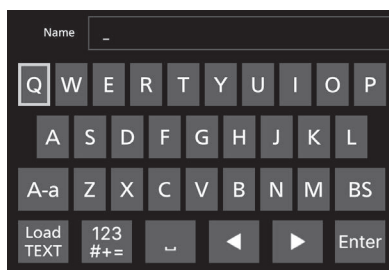 Name _
Q W E R T Y U I O P
A S D F G H J K L
A-a Z X C V B N M BS
Load TEXT 123 #+= ␣ ◀ ▶ Enter